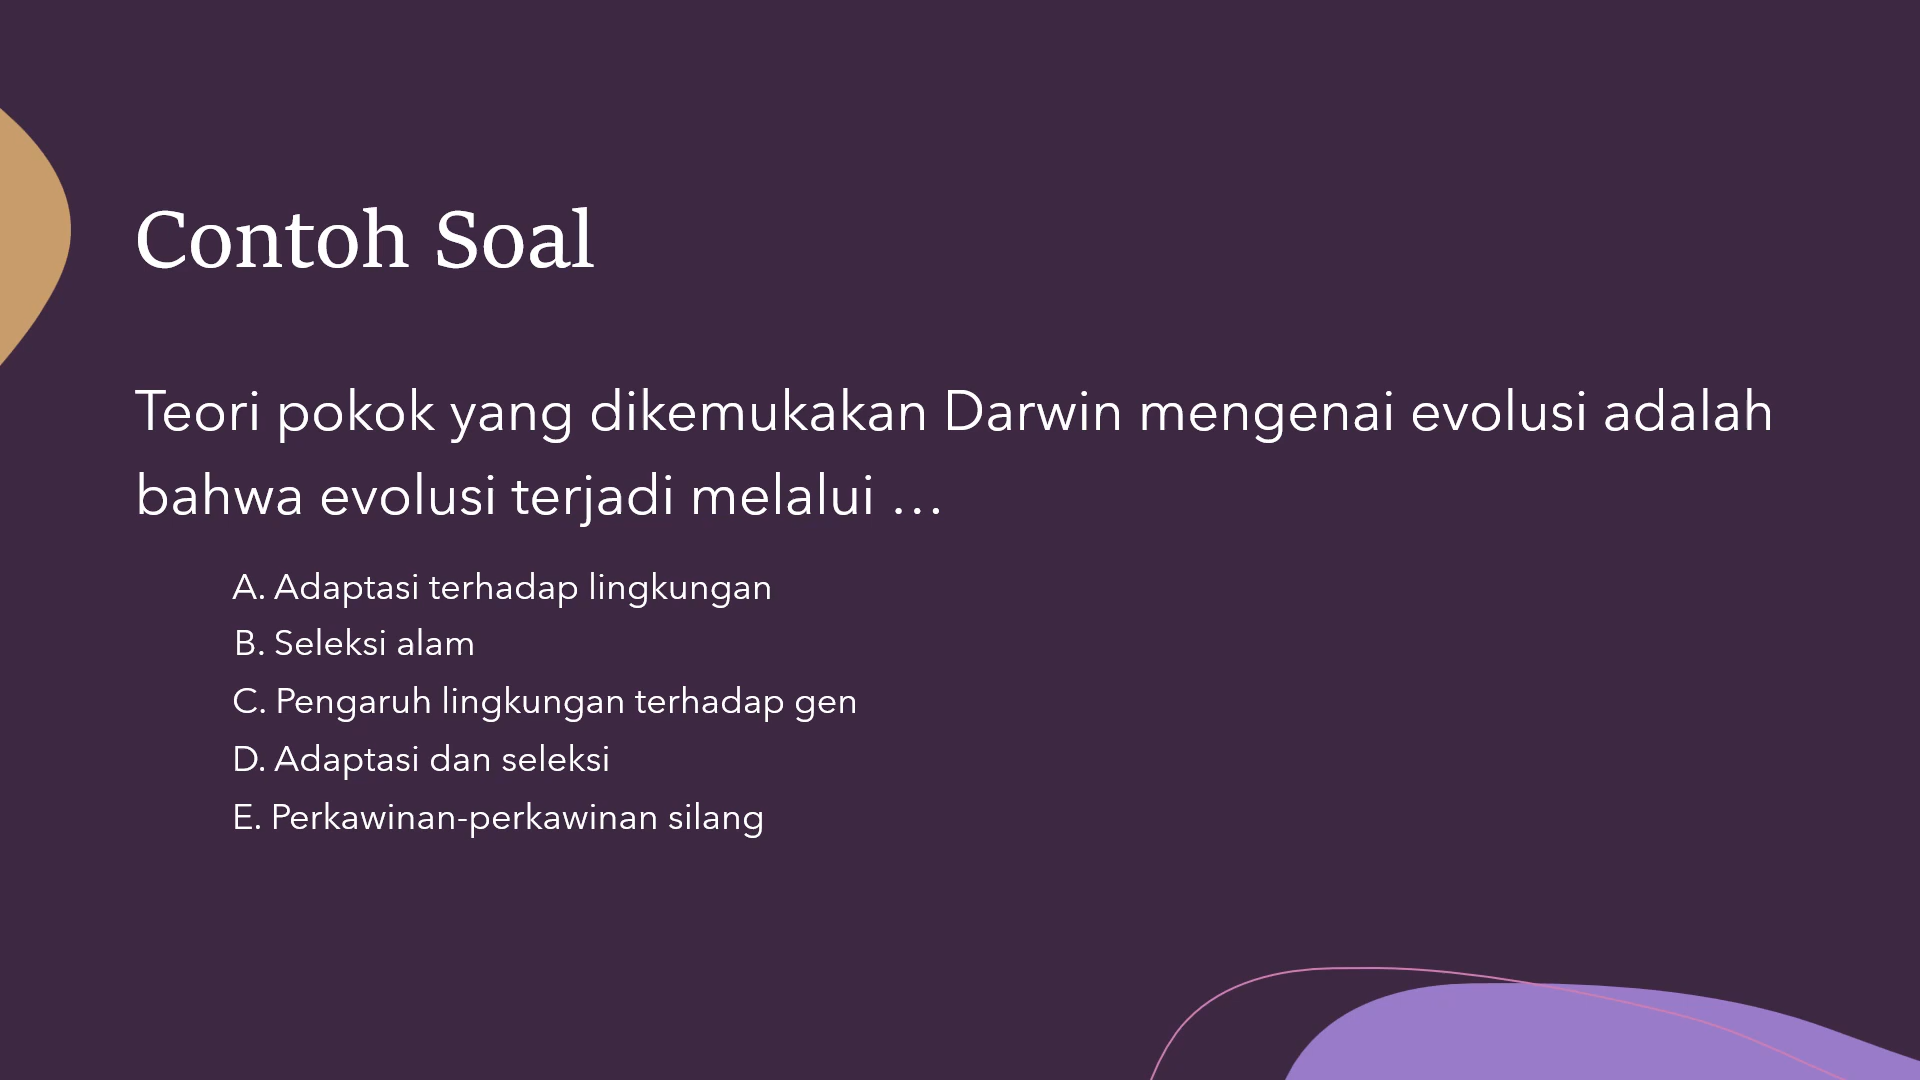 Contoh Soal
Teori pokok yang dikemukakan Darwin mengenai evolusi adalah
bahwa evolusi terjadi melalui …
A. Adaptasi terhadap lingkungan
B. Seleksi alam
C. Pengaruh lingkungan terhadap gen
D. Adaptasi dan seleksi
E. Perkawinan-perkawinan silang